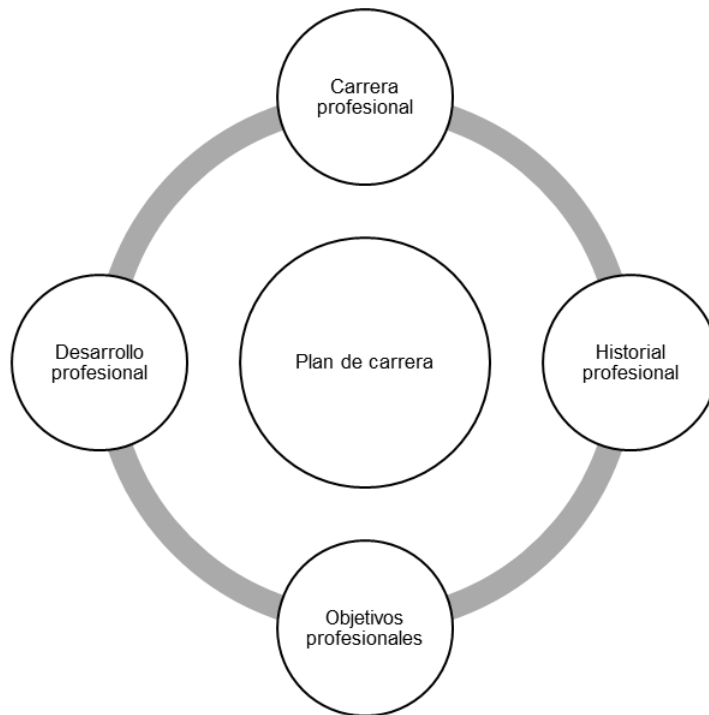 Carrera
profesional
Desarrollo
profesional
Plan de carrera
Historial
profesional
Objetivos
profesionales